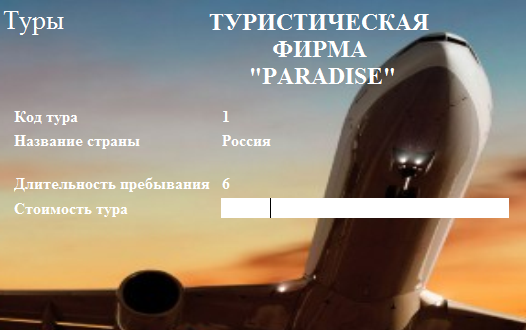 Туры
ТУРИСТИЧЕСКАЯ
ФИРМА
"PARADISE"
Код тура 1
Название страны Россия
Длительность пребывания 6
Стоимость тура